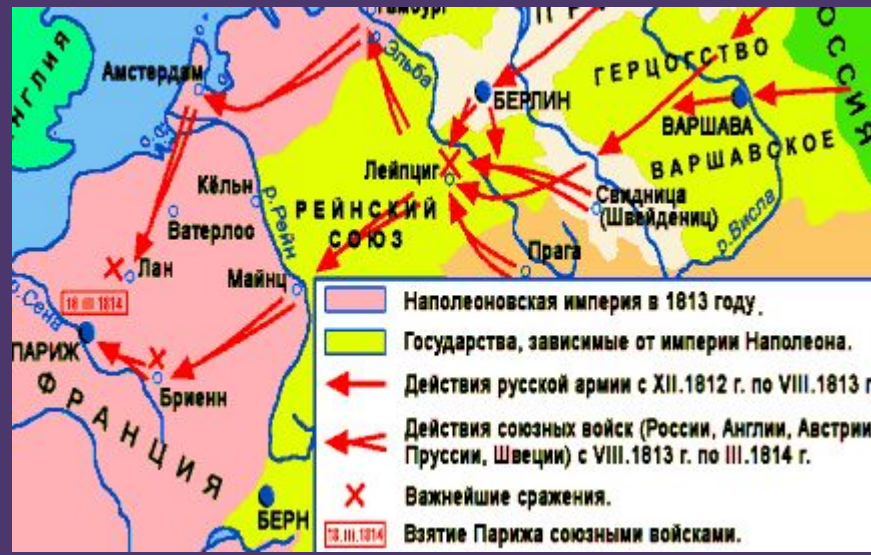 Гамбург
р.Эльба
П Р
РОССИЯ
АНГЛИЯ
Амстердам
БЕРЛИН
ГЕРЦОГСТВО
ВАРШАВА
ВАРШАВСКОЕ
Лейпциг
Кёльн
р.Рейн
РЕЙНСКИЙ
СОЮЗ
Свидница
(Швейдениц)
р.Висла
Ватерлоо
Прага
Лан
Майнц
18 III 1814
р.Сена
ПАРИЖ
Бриенн
ФРАНЦИЯ
БЕРН
Наполеоновская империя в 1813 году.
Государства, зависимые от империи Наполеона.
Действия русской армии с XII.1812 г. по VIII.1813 г
Действия союзных войск (России, Англии, Австрии
Пруссии, Швеции) с VIII.1813 г. по III.1814 г.
Важнейшие сражения.
18.III.1814 Взятие Парижа союзными войсками.